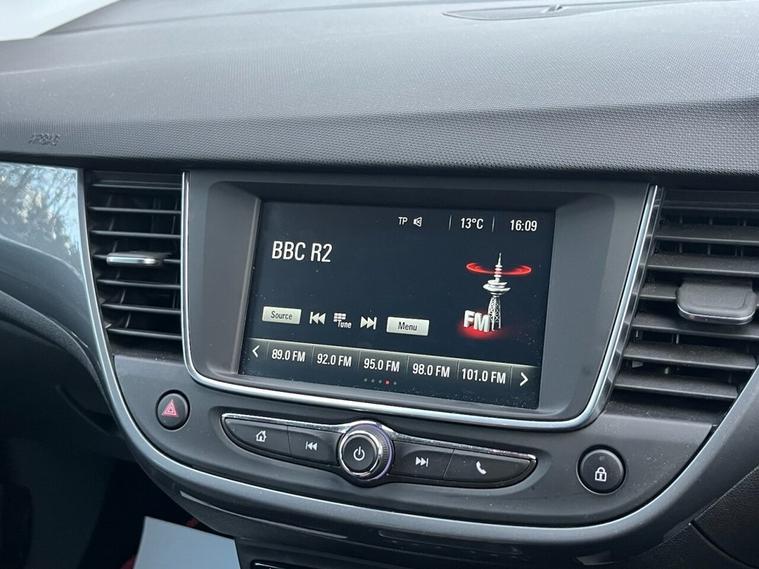 AIRBAG
TP 13°C 16:09
BBC R2
FM
Source Tune Menu
89.0 FM 92.0 FM 95.0 FM 98.0 FM 101.0 FM